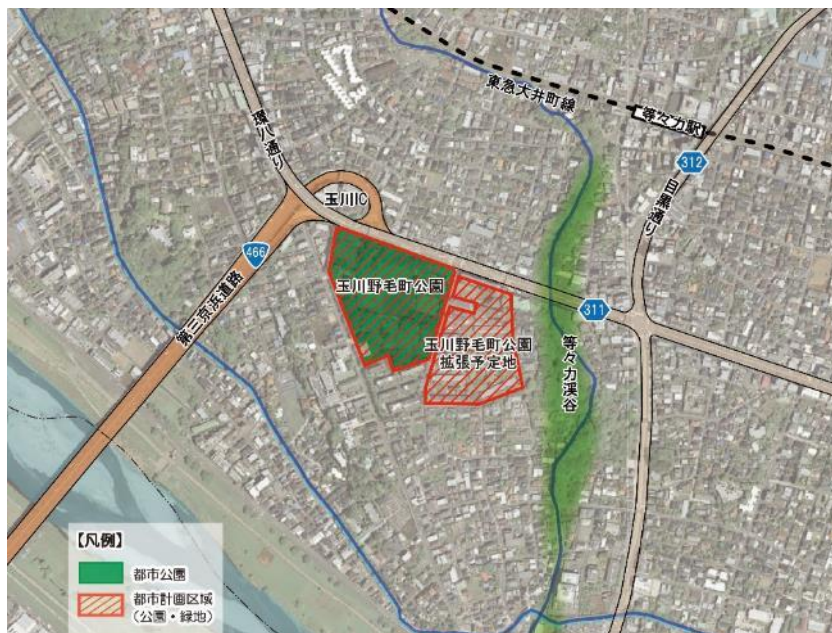 東急大井町線
等々力駅
312
環八通り
目黒通り
玉川IC
466
第三京浜道路
玉川野毛町公園
311
玉川野毛町公園
拡張予定地
等々力渓谷
【凡例】
都市公園
都市計画区域
(公園・緑地)